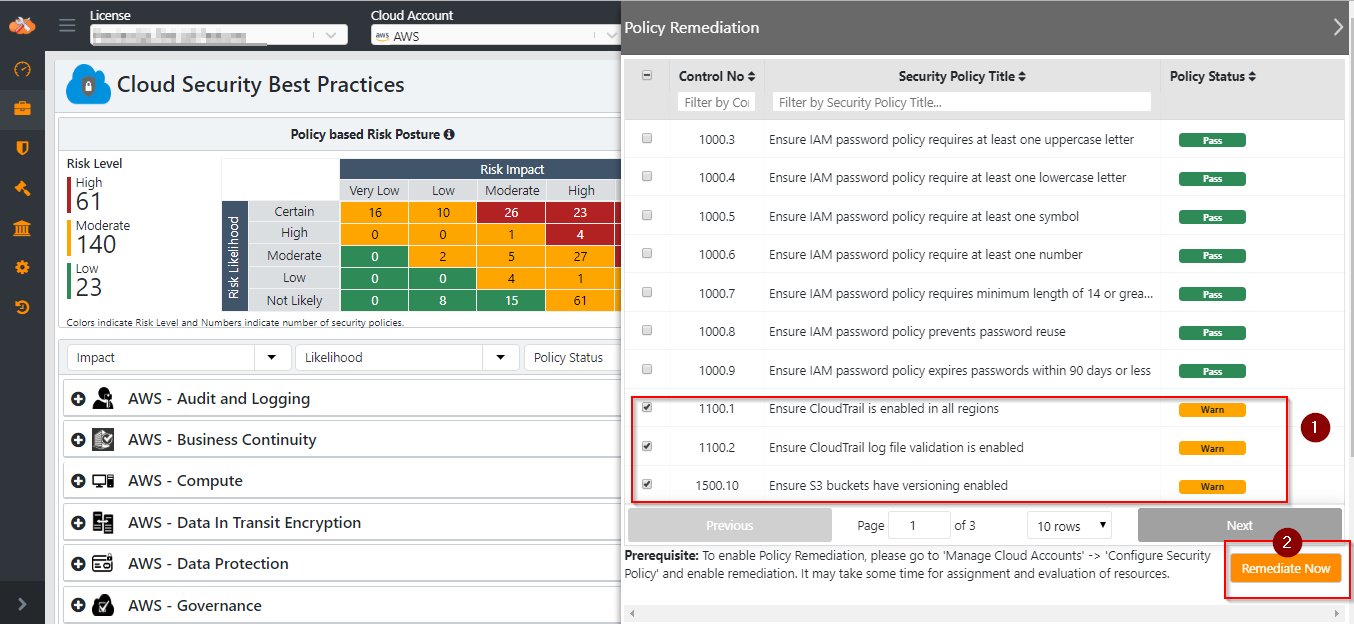 License
Cloud Account
aws AWS
Cloud Security Best Practices
Policy based Risk Posture
Risk Level
High
61
Moderate
140
Low
23
Risk Impact
Very Low Low Moderate High
Risk Likelihood
Certain 16 10 26 23
High 0 0 1 4
Moderate 0 2 5 27
Low 0 0 4 1
Not Likely 0 8 15 61
Colors indicate Risk Level and Numbers indicate number of security policies.
Impact Likelihood Policy Status
AWS - Audit and Logging
AWS - Business Continuity
AWS - Compute
AWS - Data In Transit Encryption
AWS - Data Protection
AWS - Governance
Policy Remediation
Control No Security Policy Title Policy Status
Filter by Co Filter by Security Policy Title...
1000.3 Ensure IAM password policy requires at least one uppercase letter Pass
1000.4 Ensure IAM password policy require at least one lowercase letter Pass
1000.5 Ensure IAM password policy require at least one symbol Pass
1000.6 Ensure IAM password policy require at least one number Pass
1000.7 Ensure IAM password policy requires minimum length of 14 or grea... Pass
1000.8 Ensure IAM password policy prevents password reuse Pass
1000.9 Ensure IAM password policy expires passwords within 90 days or less Pass
1100.1 Ensure CloudTrail is enabled in all regions Warn
1
1100.2 Ensure CloudTrail log file validation is enabled Warn
1500.10 Ensure S3 buckets have versioning enabled Warn
Previous Page 1 of 3 10 rows Next
2
Prerequisite: To enable Policy Remediation, please go to 'Manage Cloud Accounts' -> 'Configure Security
Policy' and enable remediation. It may take some time for assignment and evaluation of resources.
Remediate Now